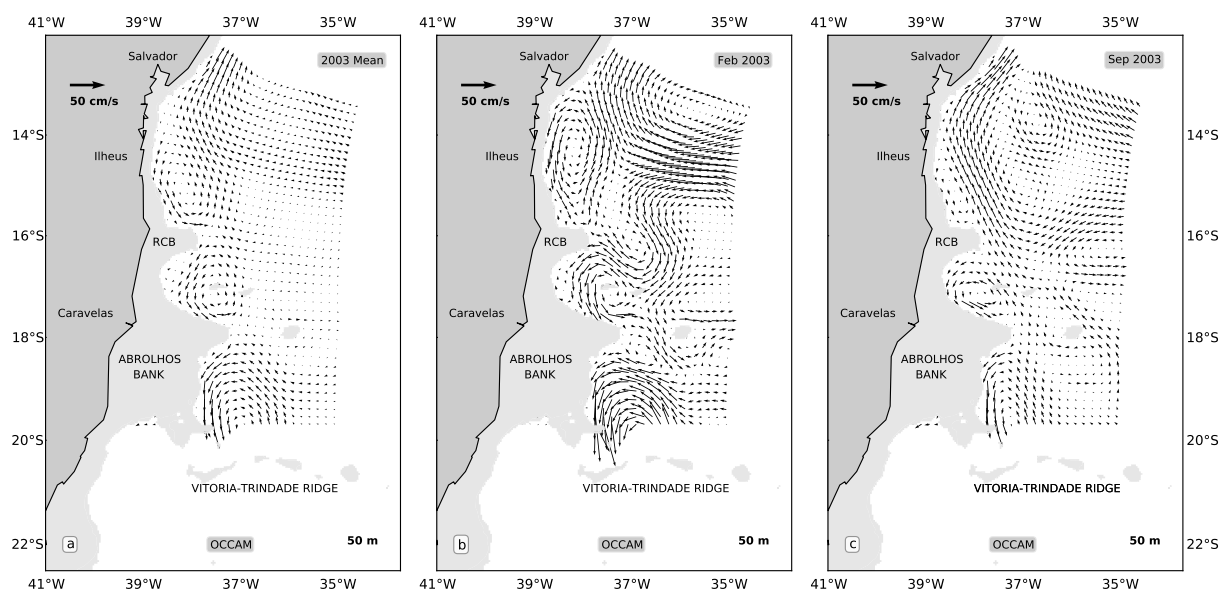 41°W 39°W 37°W 35°W 41°W 39°W 37°W 35°W 41°W 39°W 37°W 35°W
Salvador 2003 Mean Salvador Feb 2003 Salvador Sep 2003
50 cm/s 50 cm/s 50 cm/s
14°S 14°S
Ilheus Ilheus Ilheus
16°S RCB RCB RCB 16°S
Caravelas Caravelas Caravelas
18°S 18°S
ABROLHOS ABROLHOS ABROLHOS
BANK BANK BANK
20°S 20°S
VITORIA-TRINDADE RIDGE VITORIA-TRINDADE RIDGE VITORIA-TRINDADE RIDGE
22°S a OCCAM 50 m b OCCAM 50 m c OCCAM 50 m 22°S
41°W 39°W 37°W 35°W 41°W 39°W 37°W 35°W 41°W 39°W 37°W 35°W